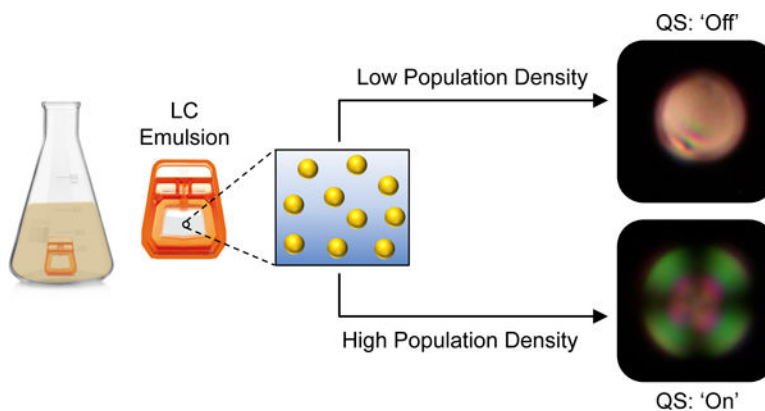 QS: ‘Off’
Low Population Density
LC
Emulsion
High Population Density
QS: ‘On’